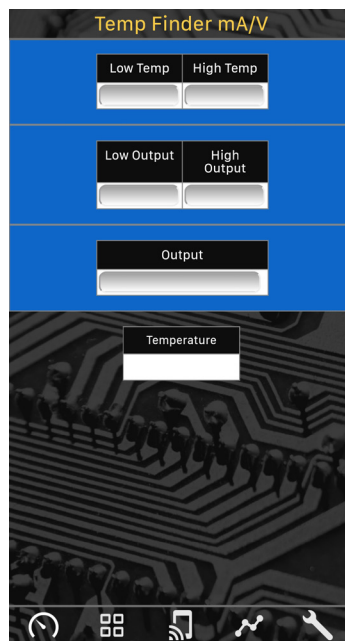 Temp Finder mA/V
Low Temp High Temp
Low Output High
Output
Output
Temperature